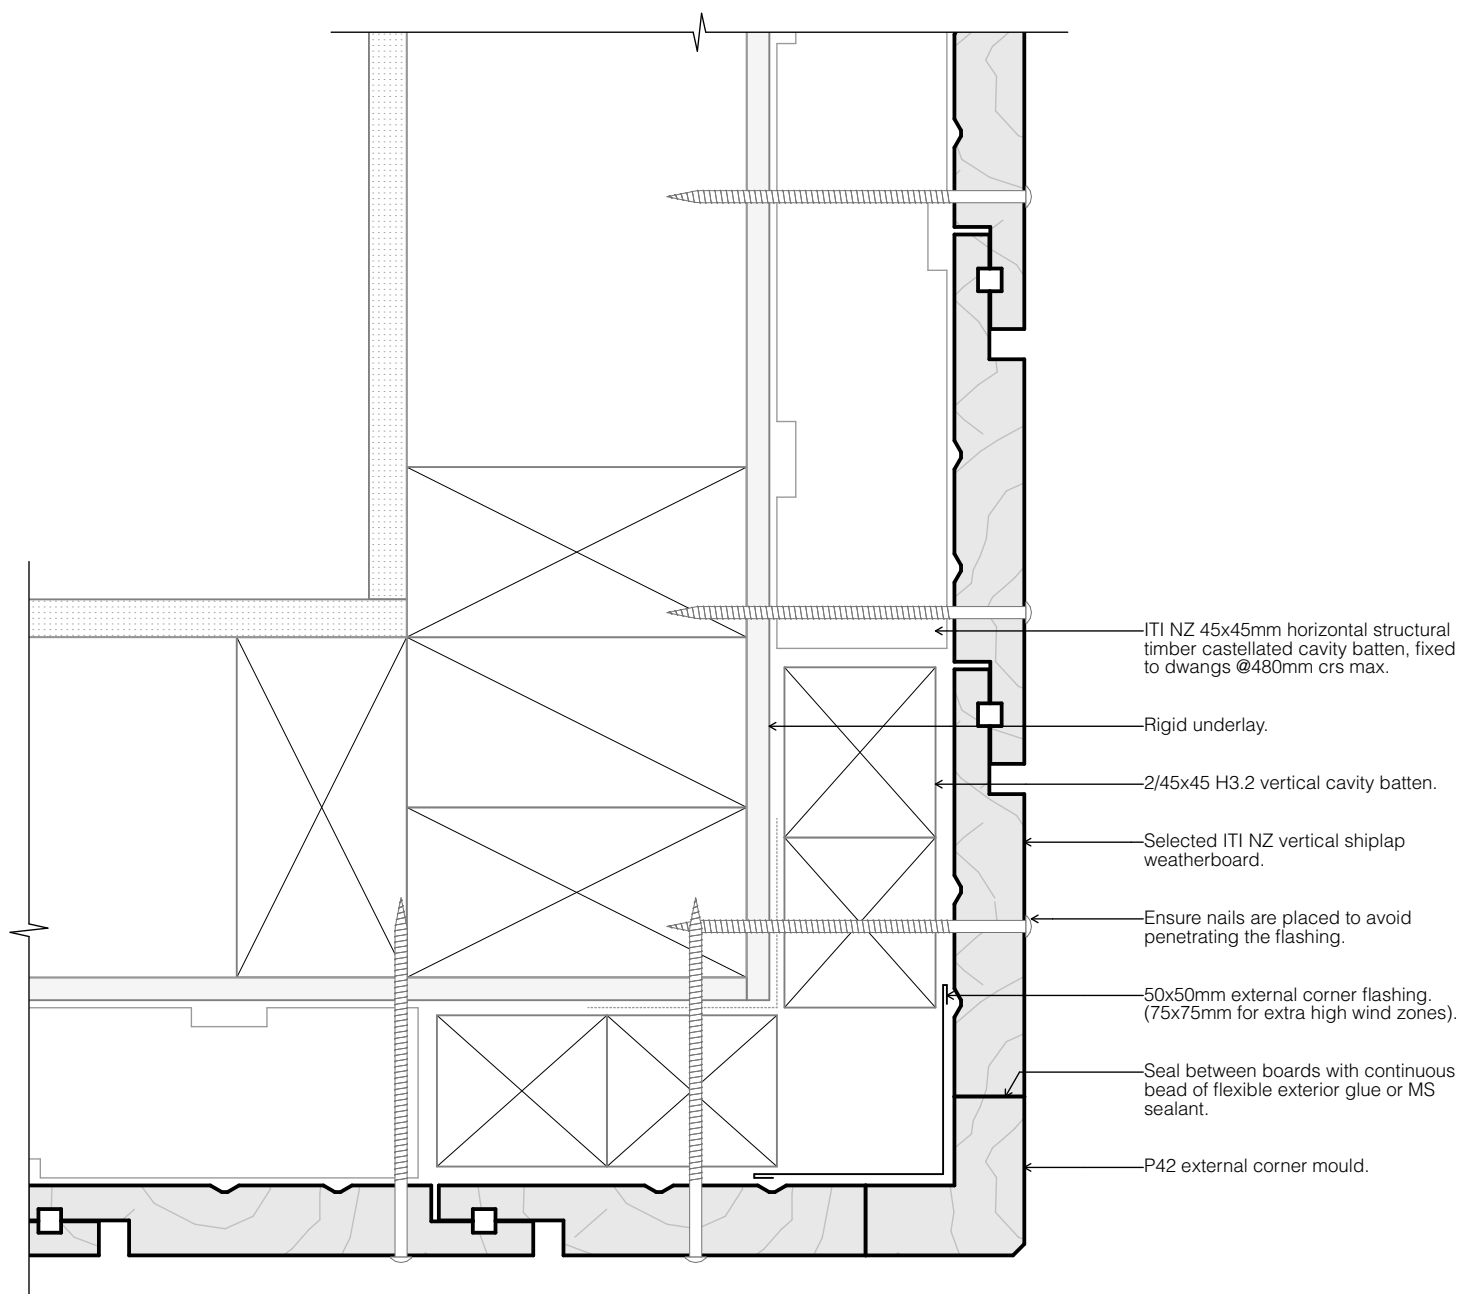 ITI NZ 45x45mm horizontal structural
timber castellated cavity batten, fixed
to dwangs @480mm crs max.
Rigid underlay.
2/45x45 H3.2 vertical cavity batten.
Selected ITI NZ vertical shiplap
weatherboard.
Ensure nails are placed to avoid
penetrating the flashing.
50x50mm external corner flashing.
(75x75mm for extra high wind zones).
Seal between boards with continuous
bead of flexible exterior glue or MS
sealant.
P42 external corner mould.